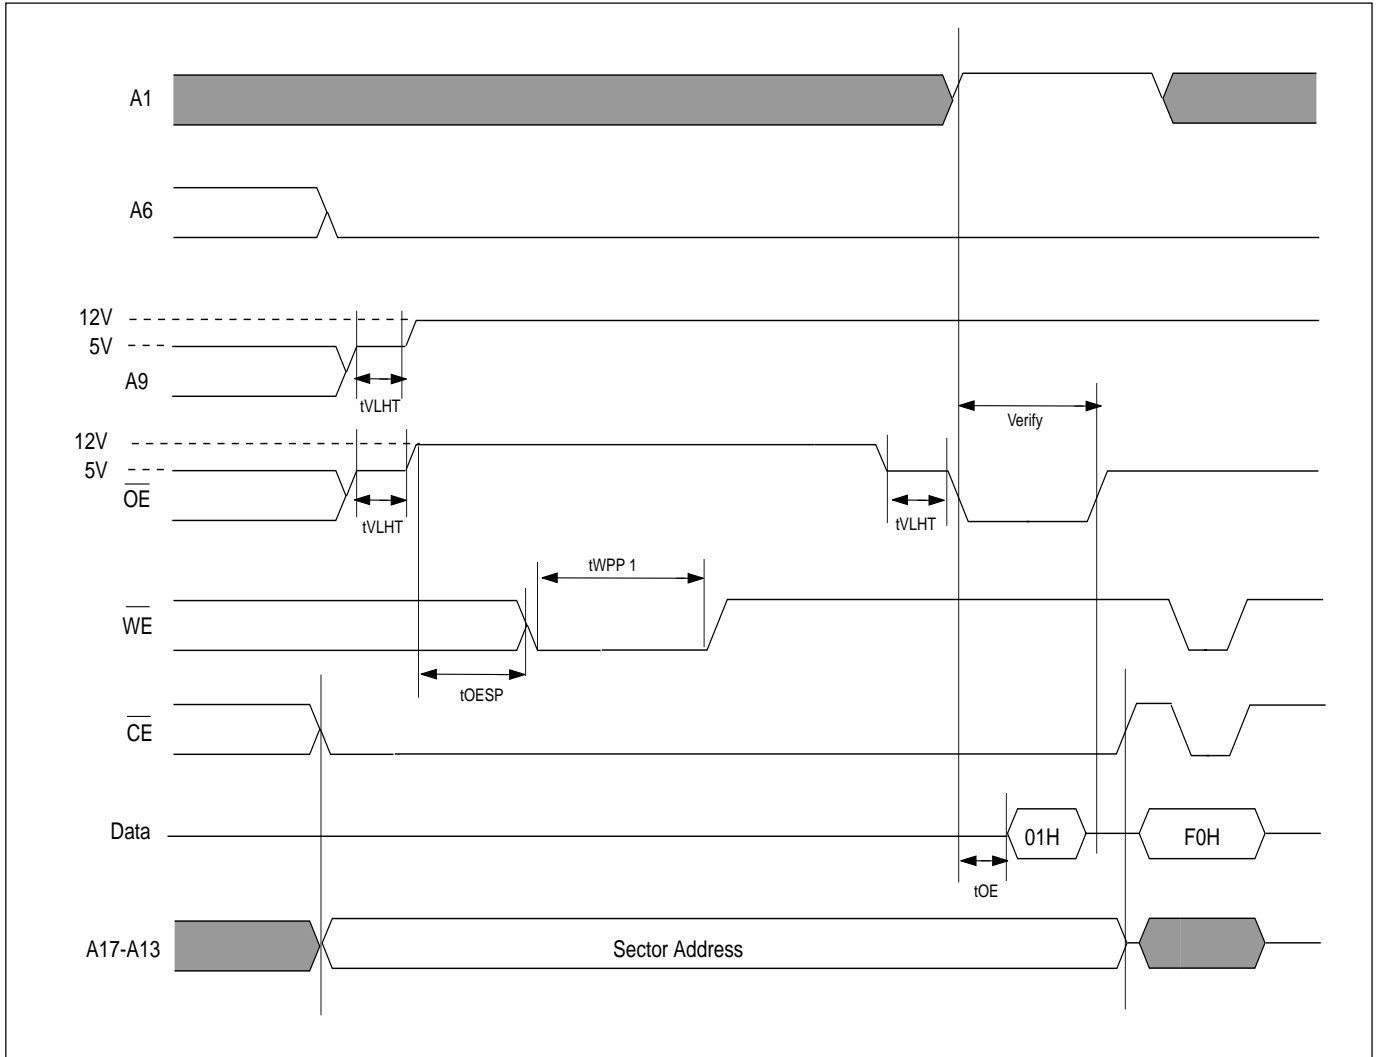 A1
A6
12V
5V
A9
tVLHT
Verify
12V
5V
OE
tVLHT
tVLHT
tWPP 1
WE
tOESP
CE
Data
01H
F0H
tOE
A17-A13
Sector Address